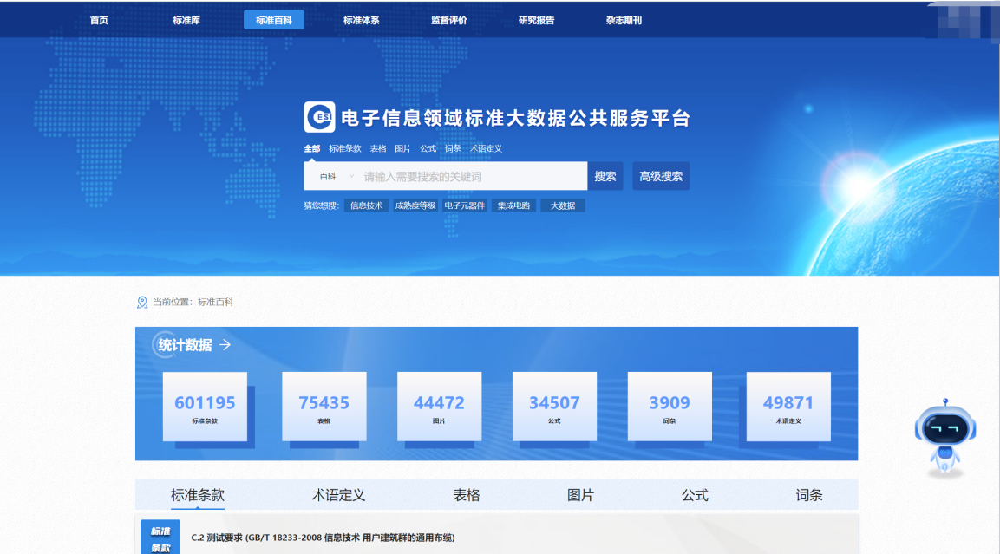 首页 标准库 标准百科 标准体系 监督评价 研究报告 杂志期刊
CESI 电子信息领域标准大数据公共服务平台
全部 标准条款 表格 图片 公式 词条 术语定义
百科 请输入需要搜索的关键词 搜索 高级搜索
猜您想搜： 信息技术 成熟度等级 电子元器件 集成电路 大数据
当前位置：标准百科
统计数据
601195 75435 44472 34507 3909 49871
标准条款 表格 图片 公式 词条 术语定义
标准条款 术语定义 表格 图片 公式 词条
标准
条款
C.2 测试要求 (GB/T 18233-2008 信息技术 用户建筑群的通用布缆)